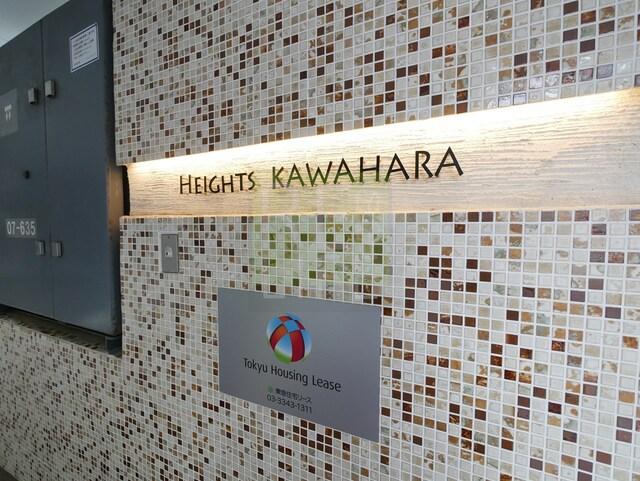 HEIGHTS KAWAHARA
07-635
Tokyu Housing Lease
東急住宅リース
03-3343-1311